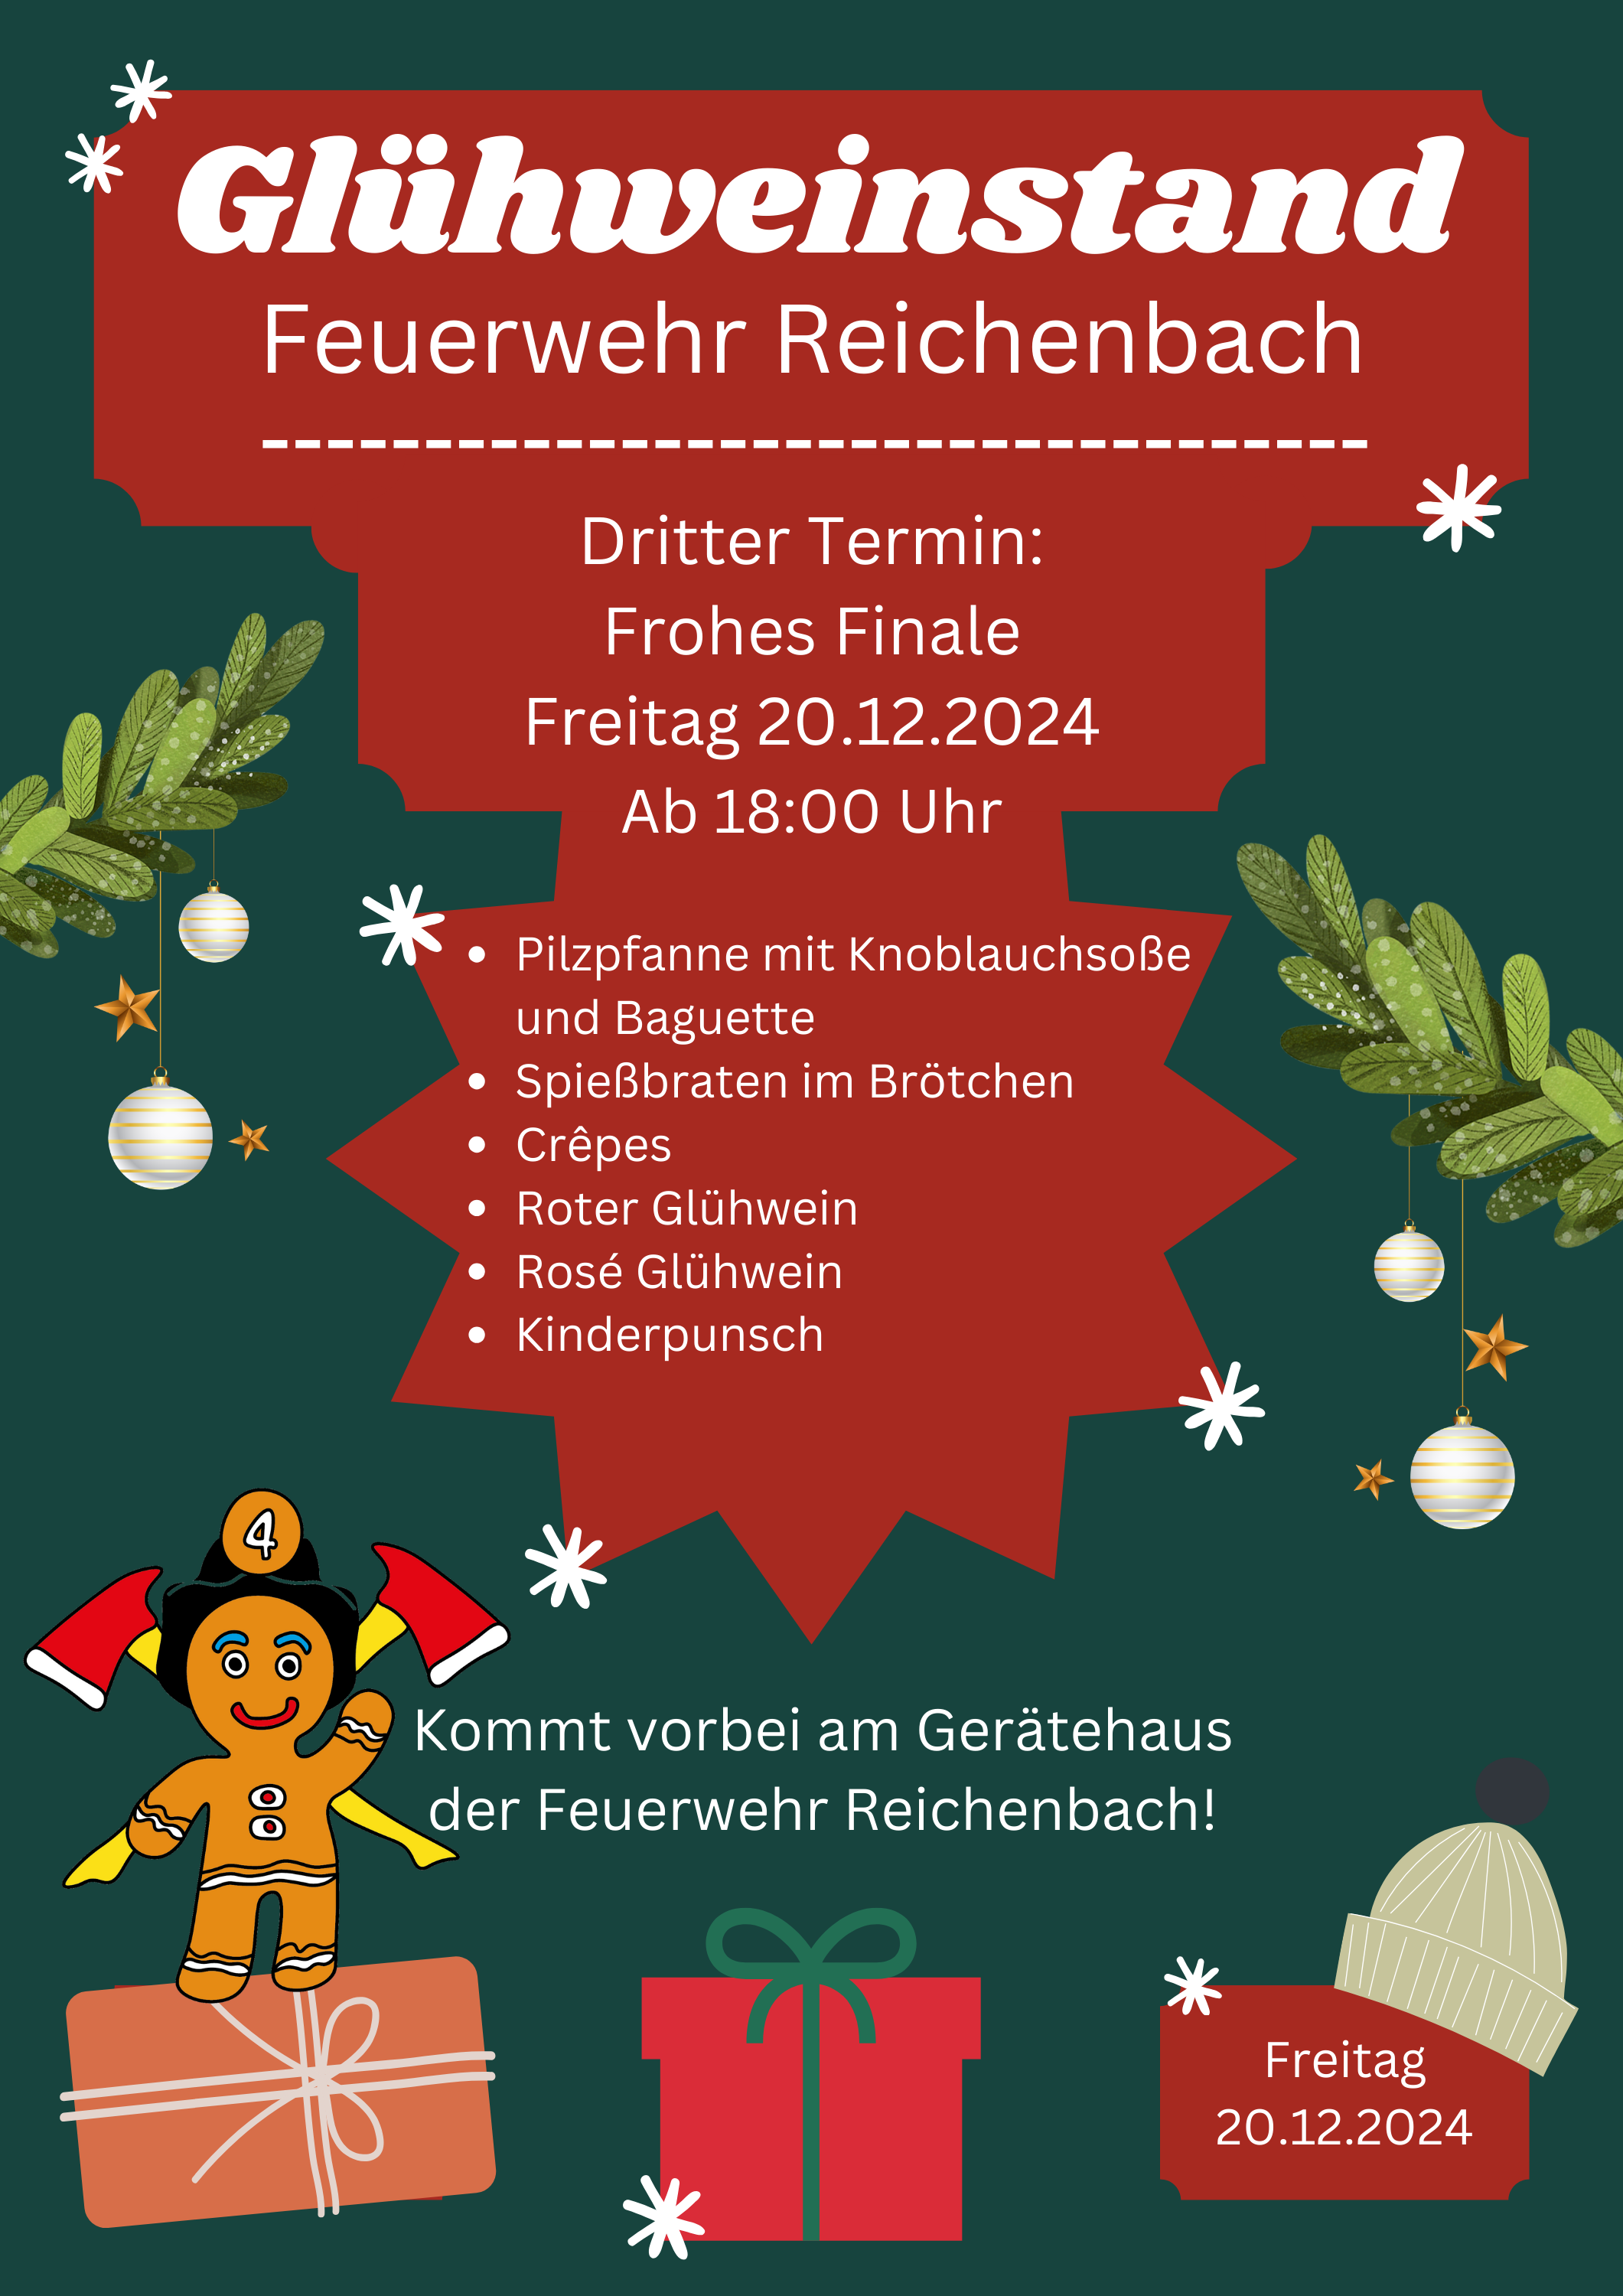 Glühweinstand
Feuerwehr Reichenbach
Dritter Termin:
Frohes Finale
Freitag 20.12.2024
Ab 18:00 Uhr
• Pilzpfanne mit Knoblauchsoße
und Baguette
• Spießbraten im Brötchen
• Crêpes
• Roter Glühwein
• Rosé Glühwein
• Kinderpunsch
4
Kommt vorbei am Gerätehaus
der Feuerwehr Reichenbach!
Freitag
20.12.2024